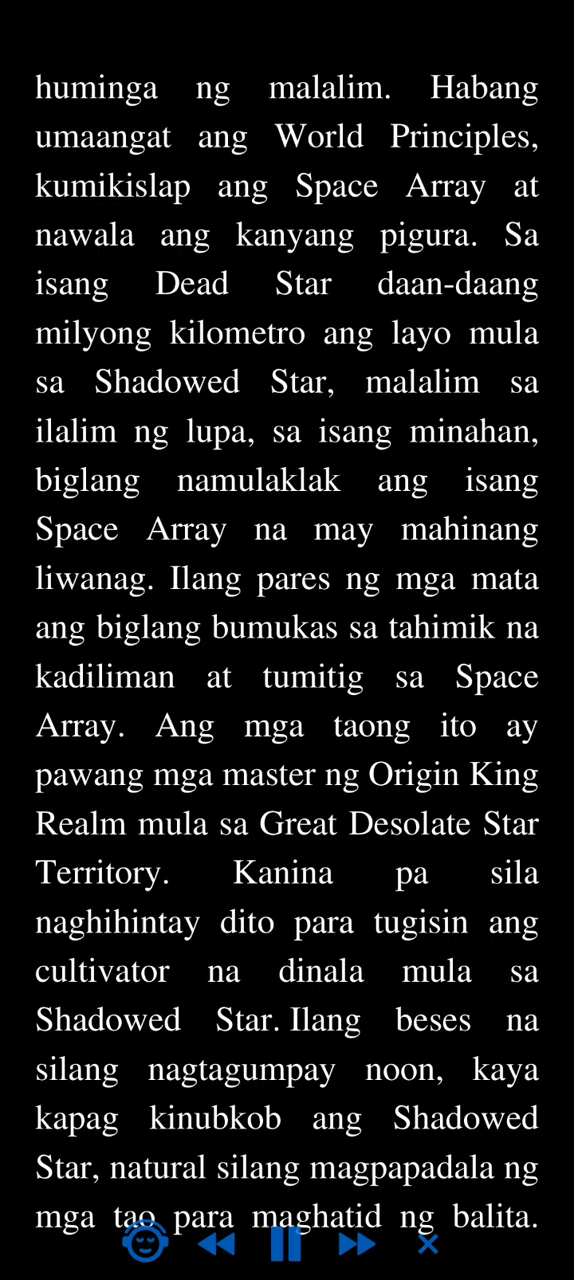 huminga ng malalim. Habang
umaangat ang World Principles,
kumikislap ang Space Array at
nawala ang kanyang pigura. Sa
isang Dead Star daan-daang
milyong kilometro ang layo mula
sa Shadowed Star, malalim sa
ilalim ng lupa, sa isang minahan,
biglang namulaklak ang isang
Space Array na may mahinang
liwanag. Ilang pares ng mga mata
ang biglang bumukas sa tahimik na
kadiliman at tumitig sa Space
Array. Ang mga taong ito ay
pawang mga master ng Origin King
Realm mula sa Great Desolate Star
Territory. Kanina pa sila
naghihintay dito para tugisin ang
cultivator na dinala mula sa
Shadowed Star. Ilang beses na
silang nagtagumpay noon, kaya
kapag kinubkob ang Shadowed
Star, natural silang magpapadala ng
mga tao para maghatid ng balita.